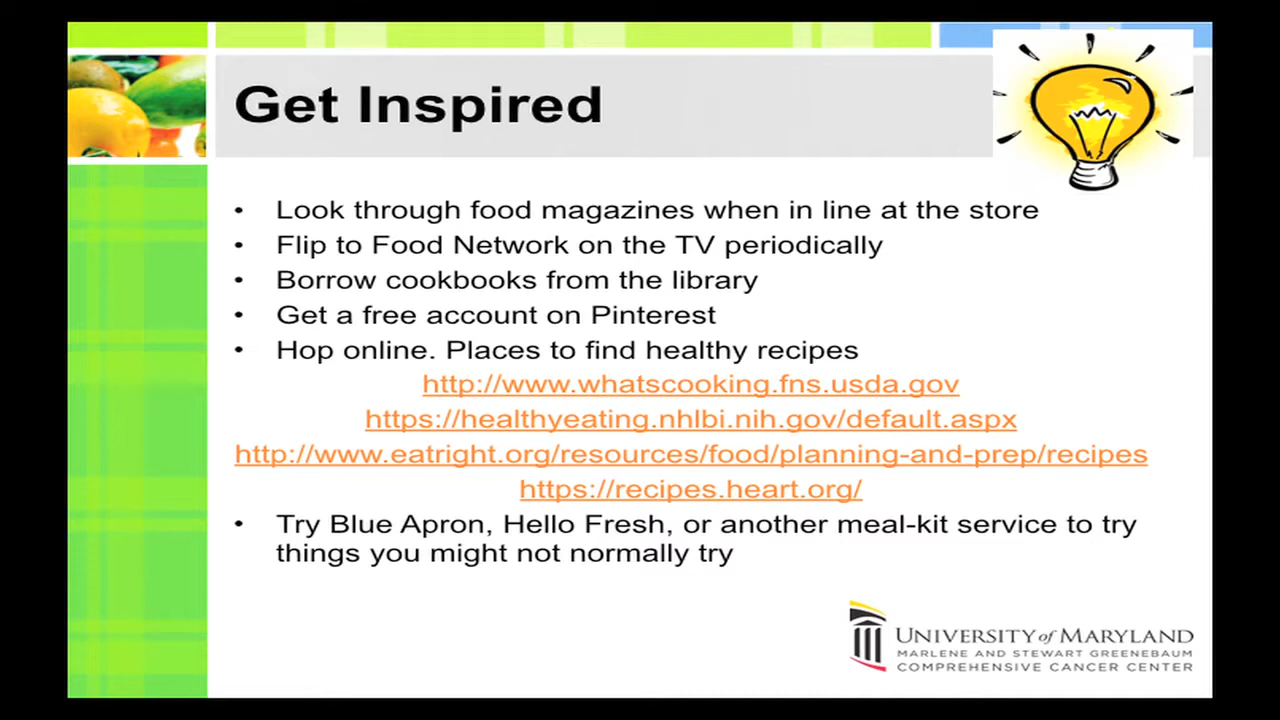 Get Inspired
• Look through food magazines when in line at the store
• Flip to Food Network on the TV periodically
• Borrow cookbooks from the library
• Get a free account on Pinterest
• Hop online. Places to find healthy recipes
http://www.whatscooking.fns.usda.gov
https://healthyeating.nhlbi.nih.gov/default.aspx
http://www.eatright.org/resources/food/planning-and-prep/recipes
https://recipes.heart.org/
• Try Blue Apron, Hello Fresh, or another meal-kit service to try
things you might not normally try
UNIVERSITY of MARYLAND
MARLENE AND STEWART GREENEBAUM
COMPREHENSIVE CANCER CENTER